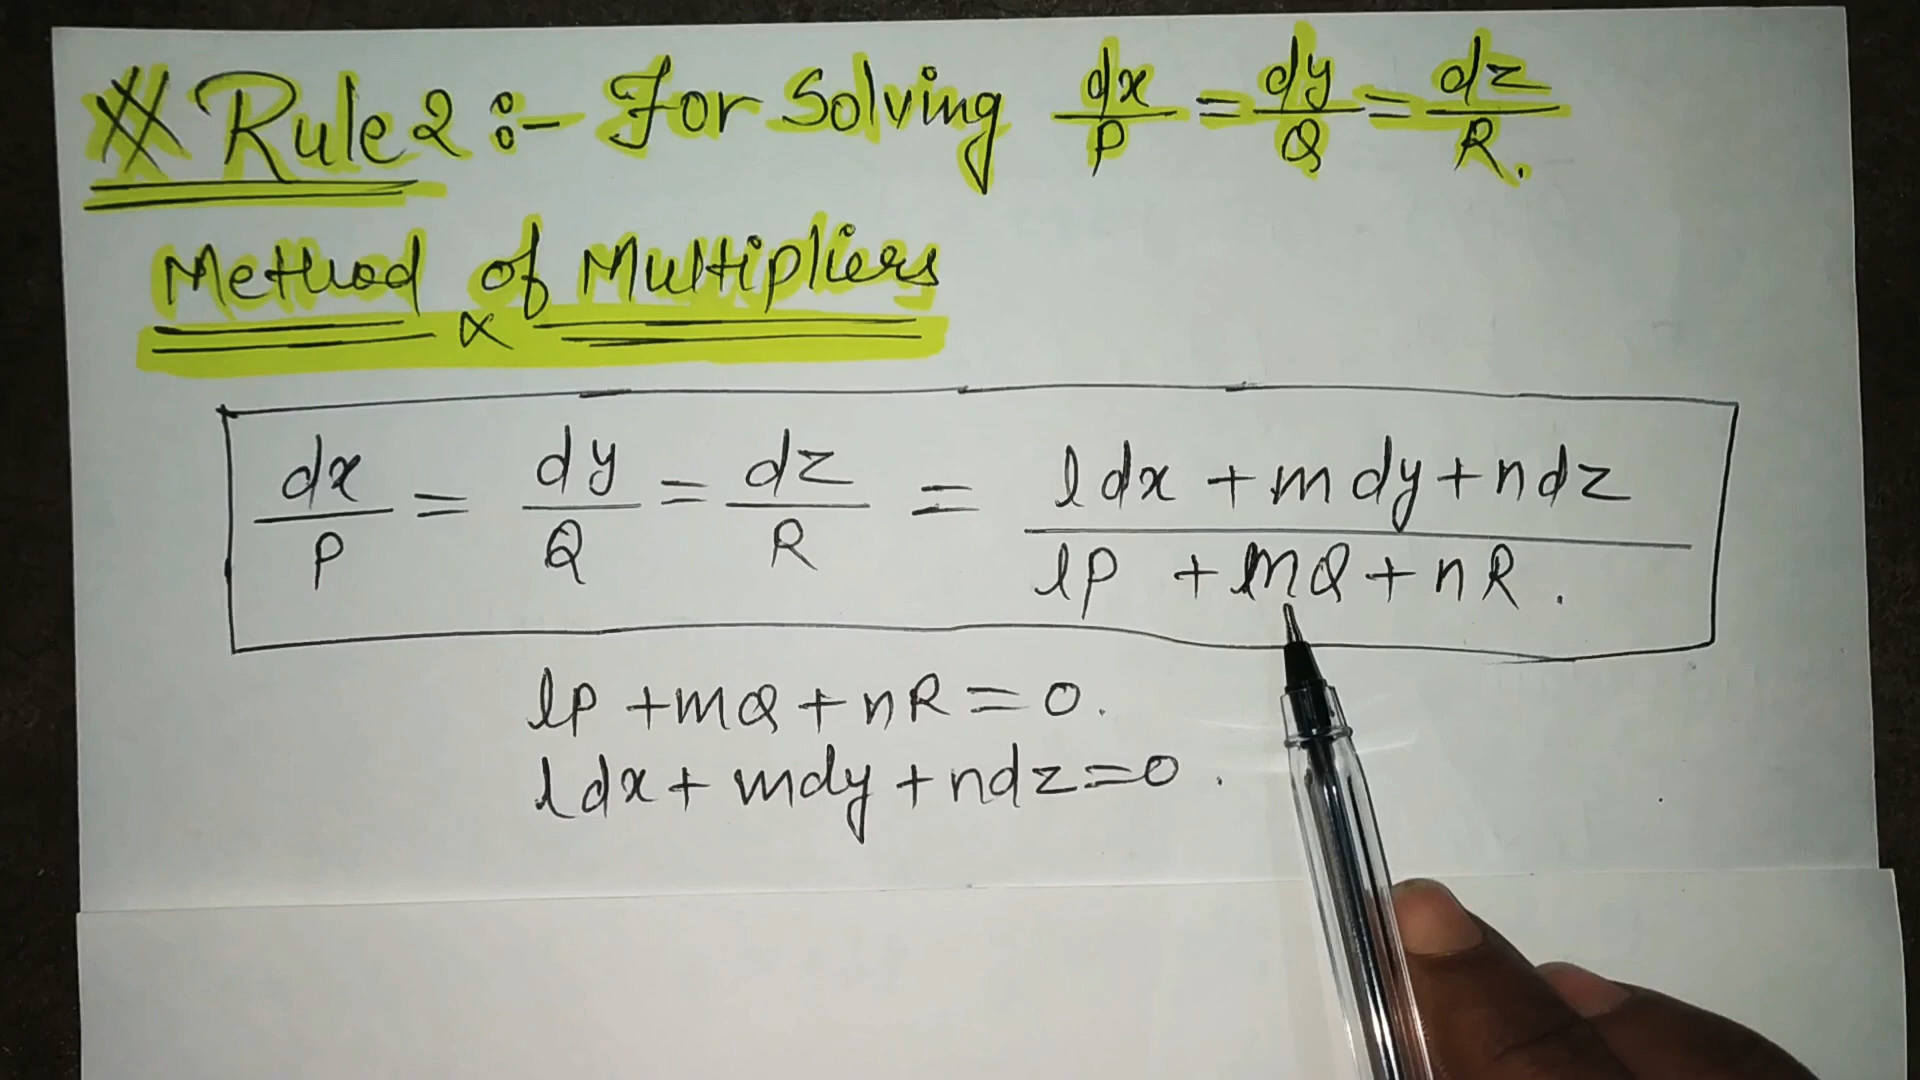 ※ Rule 2 :- For Solving dx/P = dy/Q = dz/R.
Method of Multipliers
dx/P = dy/Q = dz/R = (l dx + m dy + n dz)/(lP + mQ + nR).
lP + mQ + nR = 0.
l dx + m dy + n dz = 0.